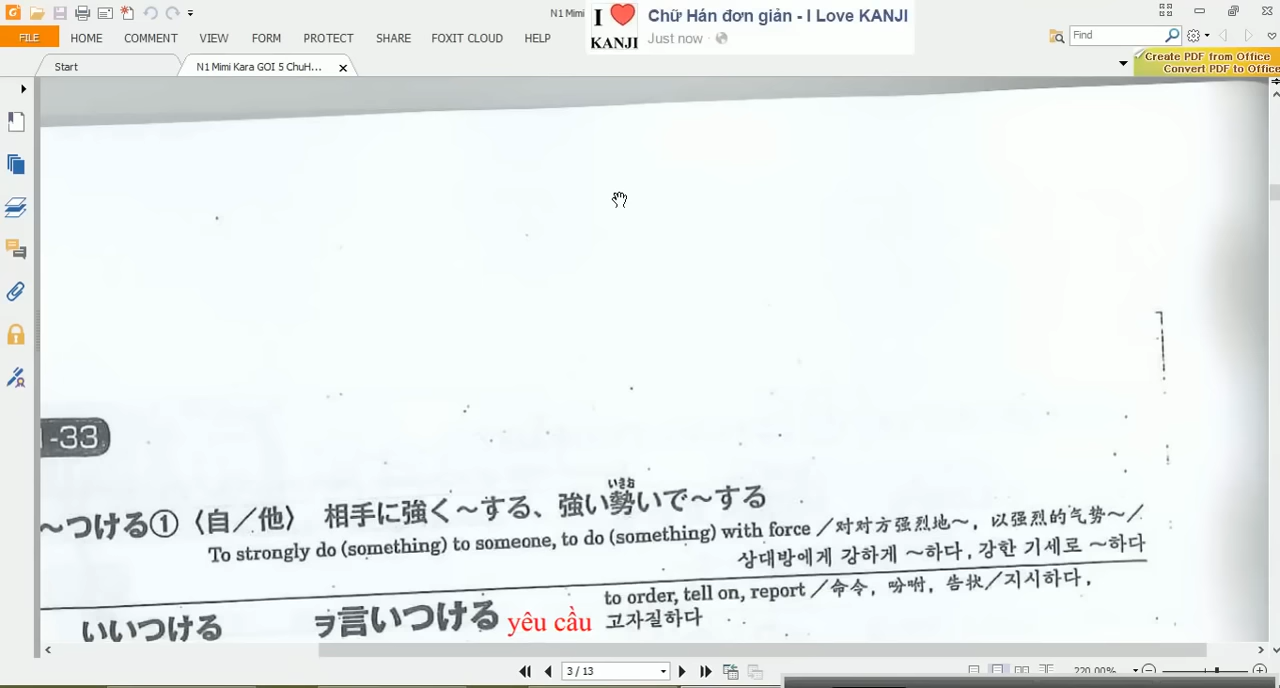 N1 Mimi
I ❤ KANJI
Chữ Hán đơn giản - I Love KANJI
Just now
FILE HOME COMMENT VIEW FORM PROTECT SHARE FOXIT CLOUD HELP
Find
Start
N1 Mimi Kara GOI 5 ChuH...
Create PDF from Office
Convert PDF to Office
-33
いきお
～つける①〈自／他〉 相手に強く～する、強い勢いで～する
To strongly do (something) to someone, to do (something) with force／对对方强烈地～，以强烈的气势～／
상대방에게 강하게 ～하다, 강한 기세로 ～하다
いいつける ヲ言いつける yêu cầu to order, tell on, report／命令，吩咐，告状／지시하다,
고자질하다
3 / 13
220.00%